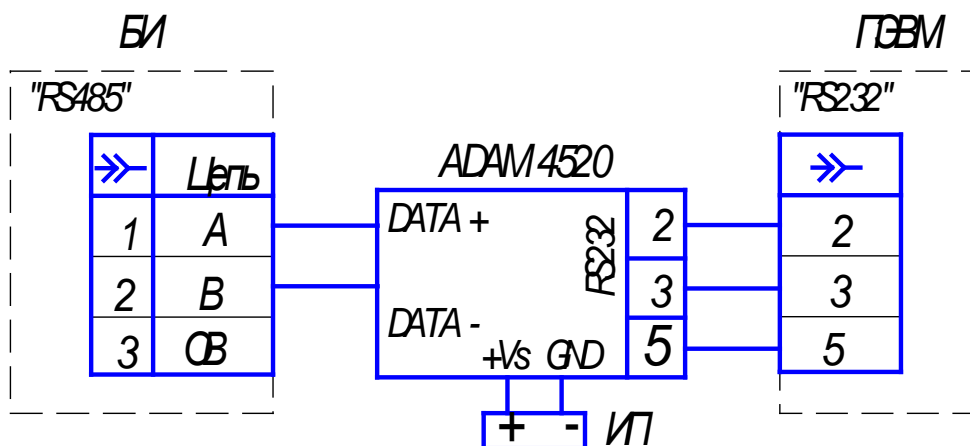 БИ
ПЭВМ
"RS485"
"RS232"
Цепь
ADAM 4520
1 А
2 В
3 ОВ
DATA +
DATA -
+Vs GND
RS232
2
3
5
2
3
5
+ - ИП